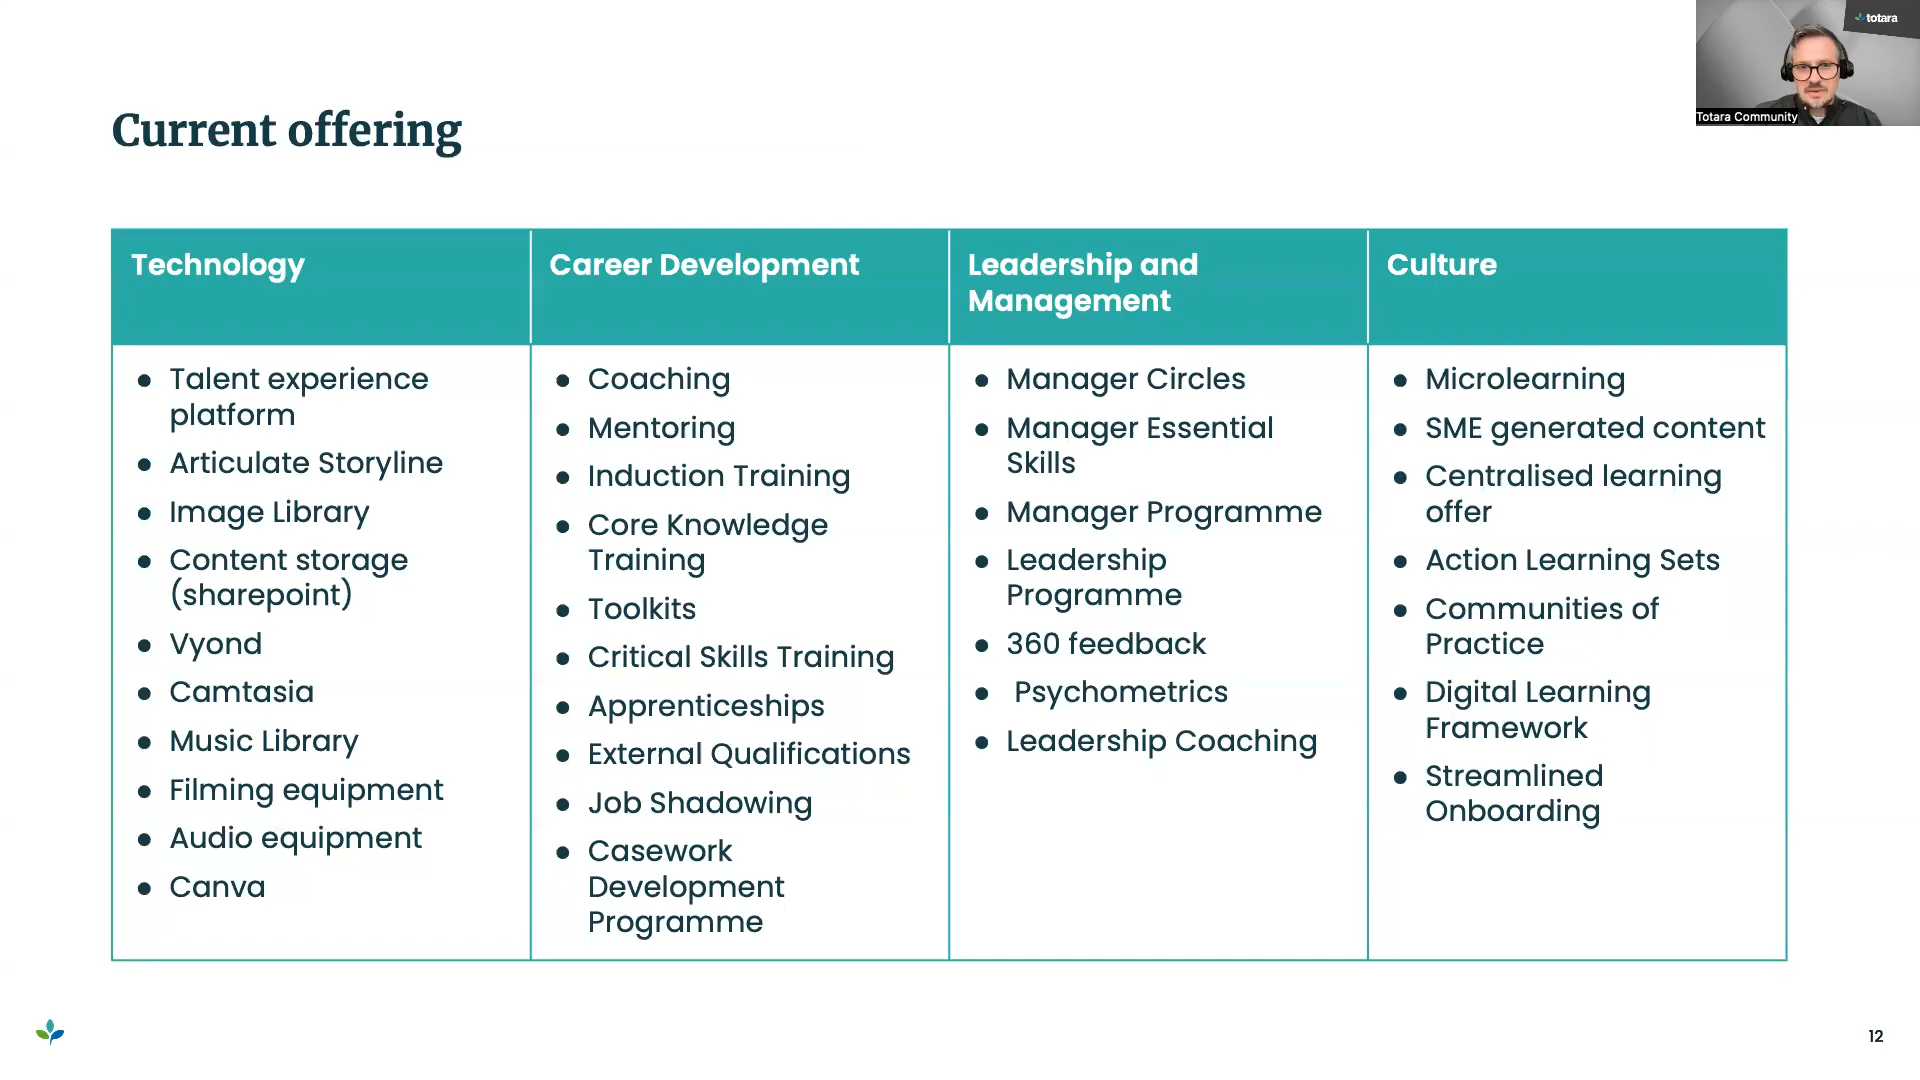 totara
Totara Community
Current offering
Technology
Career Development
Leadership and
Management
Culture
● Talent experience
platform
● Articulate Storyline
● Image Library
● Content storage
(sharepoint)
● Vyond
● Camtasia
● Music Library
● Filming equipment
● Audio equipment
● Canva
● Coaching
● Mentoring
● Induction Training
● Core Knowledge
Training
● Toolkits
● Critical Skills Training
● Apprenticeships
● External Qualifications
● Job Shadowing
● Casework
Development
Programme
● Manager Circles
● Manager Essential
Skills
● Manager Programme
● Leadership
Programme
● 360 feedback
● Psychometrics
● Leadership Coaching
● Microlearning
● SME generated content
● Centralised learning
offer
● Action Learning Sets
● Communities of
Practice
● Digital Learning
Framework
● Streamlined
Onboarding
12